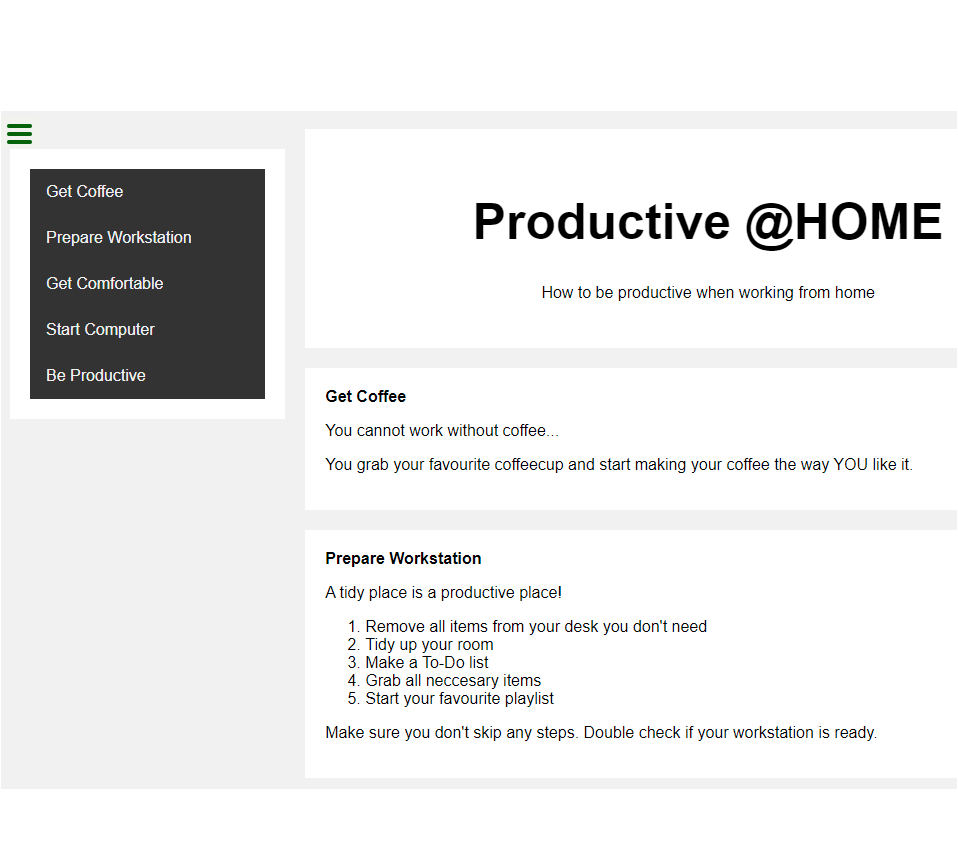 Get Coffee
Prepare Workstation
Get Comfortable
Start Computer
Be Productive
Productive @HOME
How to be productive when working from home
Get Coffee
You cannot work without coffee...
You grab your favourite coffeecup and start making your coffee the way YOU like it.
Prepare Workstation
A tidy place is a productive place!
1. Remove all items from your desk you don't need
2. Tidy up your room
3. Make a To-Do list
4. Grab all neccesary items
5. Start your favourite playlist
Make sure you don't skip any steps. Double check if your workstation is ready.